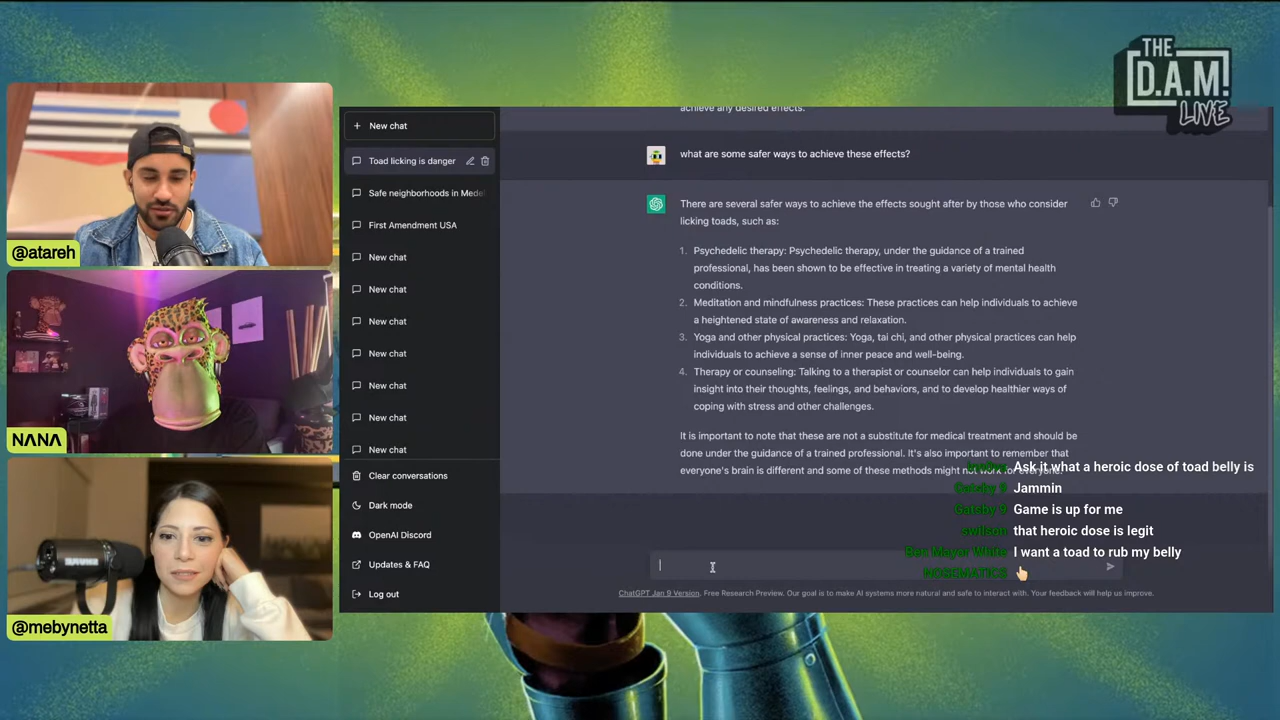 THE
D.A.M!
LIVE
@atareh
NANA
@mebynetta
New chat
Toad licking is danger
Safe neighborhoods in Mede
First Amendment USA
New chat
New chat
New chat
New chat
New chat
New chat
New chat
Clear conversations
Dark mode
OpenAI Discord
Updates & FAQ
Log out
achieve any desired effects.
what are some safer ways to achieve these effects?
There are several safer ways to achieve the effects sought after by those who consider
licking toads, such as:
1. Psychedelic therapy: Psychedelic therapy, under the guidance of a trained
professional, has been shown to be effective in treating a variety of mental health
conditions.
2. Meditation and mindfulness practices: These practices can help individuals to achieve
a heightened state of awareness and relaxation.
3. Yoga and other physical practices: Yoga, tai chi, and other physical practices can help
individuals to achieve a sense of inner peace and well-being.
4. Therapy or counseling: Talking to a therapist or counselor can help individuals to gain
insight into their thoughts, feelings, and behaviors, and to develop healthier ways of
coping with stress and other challenges.
It is important to note that these are not a substitute for medical treatment and should be
done under the guidance of a trained professional. It's also important to remember that
everyone's brain is different and some of these methods might not work for everyone.
Ask it what a heroic dose of toad belly is
Gatsby 9 Jammin
Gatsby 9 Game is up for me
swillson that heroic dose is legit
Ben Mayor White I want a toad to rub my belly
NOSEMATICS
ChatGPT Jan 9 Version. Free Research Preview. Our goal is to make AI systems more natural and safe to interact with. Your feedback will help us improve.